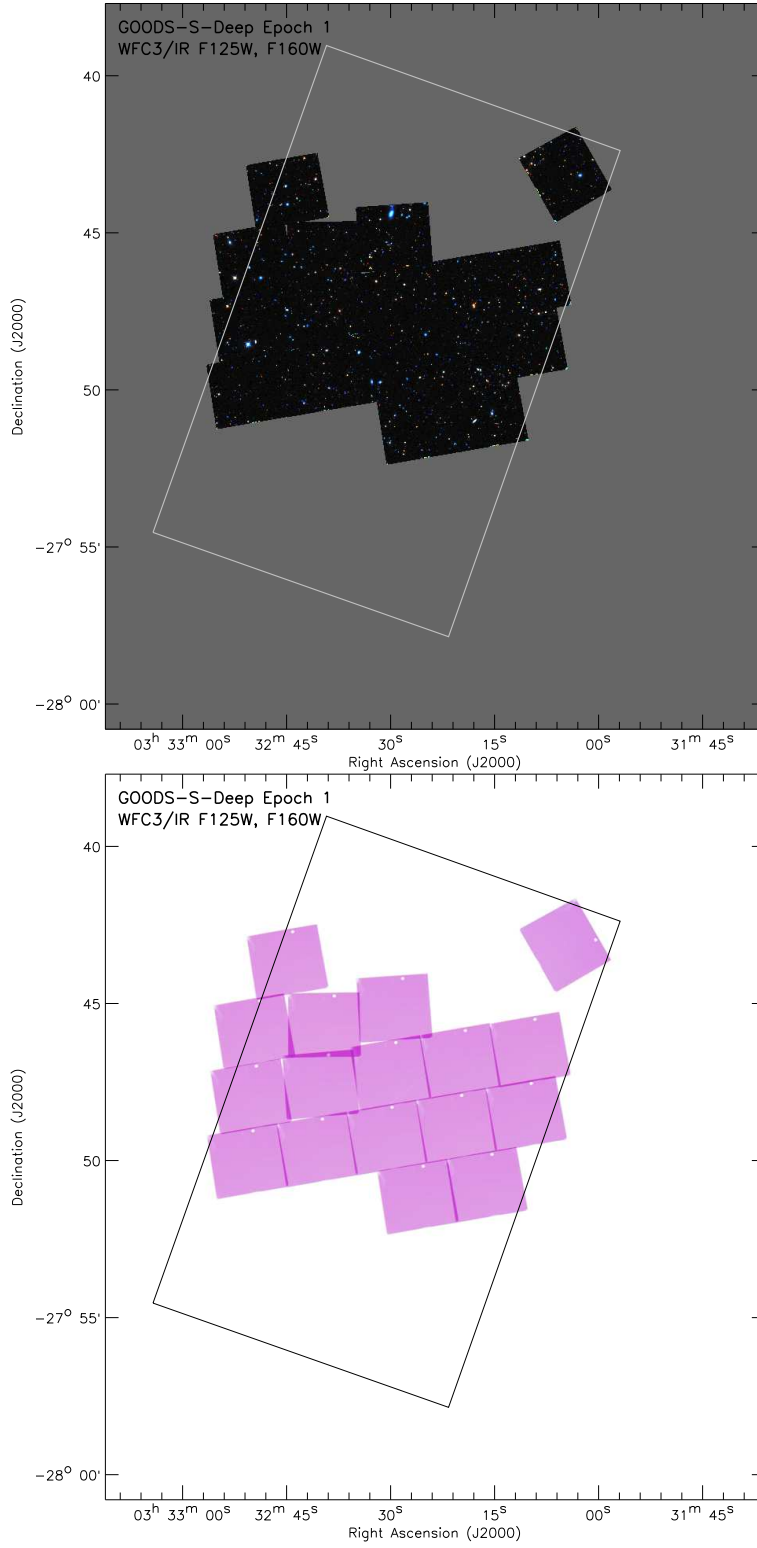 GOODS-S-Deep Epoch 1
WFC3/IR F125W, F160W
40
45
50
-27° 55'
-28° 00'
Declination (J2000)
03h 33m 00s 32m 45s 30s 15s 00s 31m 45s
Right Ascension (J2000)
GOODS-S-Deep Epoch 1
WFC3/IR F125W, F160W
40
45
50
-27° 55'
-28° 00'
Declination (J2000)
03h 33m 00s 32m 45s 30s 15s 00s 31m 45s
Right Ascension (J2000)